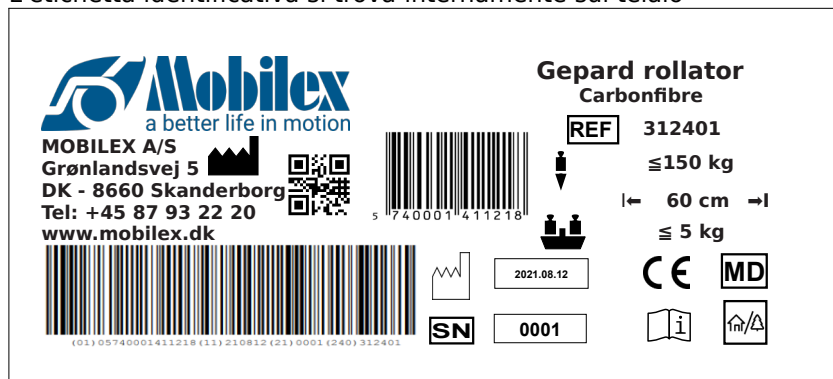 L'etichetta identificativa si trova internamente sul telaio
Mobilex
a better life in motion
MOBILEX A/S
Grønlandsvej 5
DK - 8660 Skanderborg
Tel: +45 87 93 22 20
www.mobilex.dk
(01)05740001411218(11)210812(21)0001(240)312401
5 740001 411218
Gepard rollator
Carbonfibre
REF 312401
≦150 kg
60 cm
≦ 5 kg
2021.08.12
CE MD
SN 0001
i